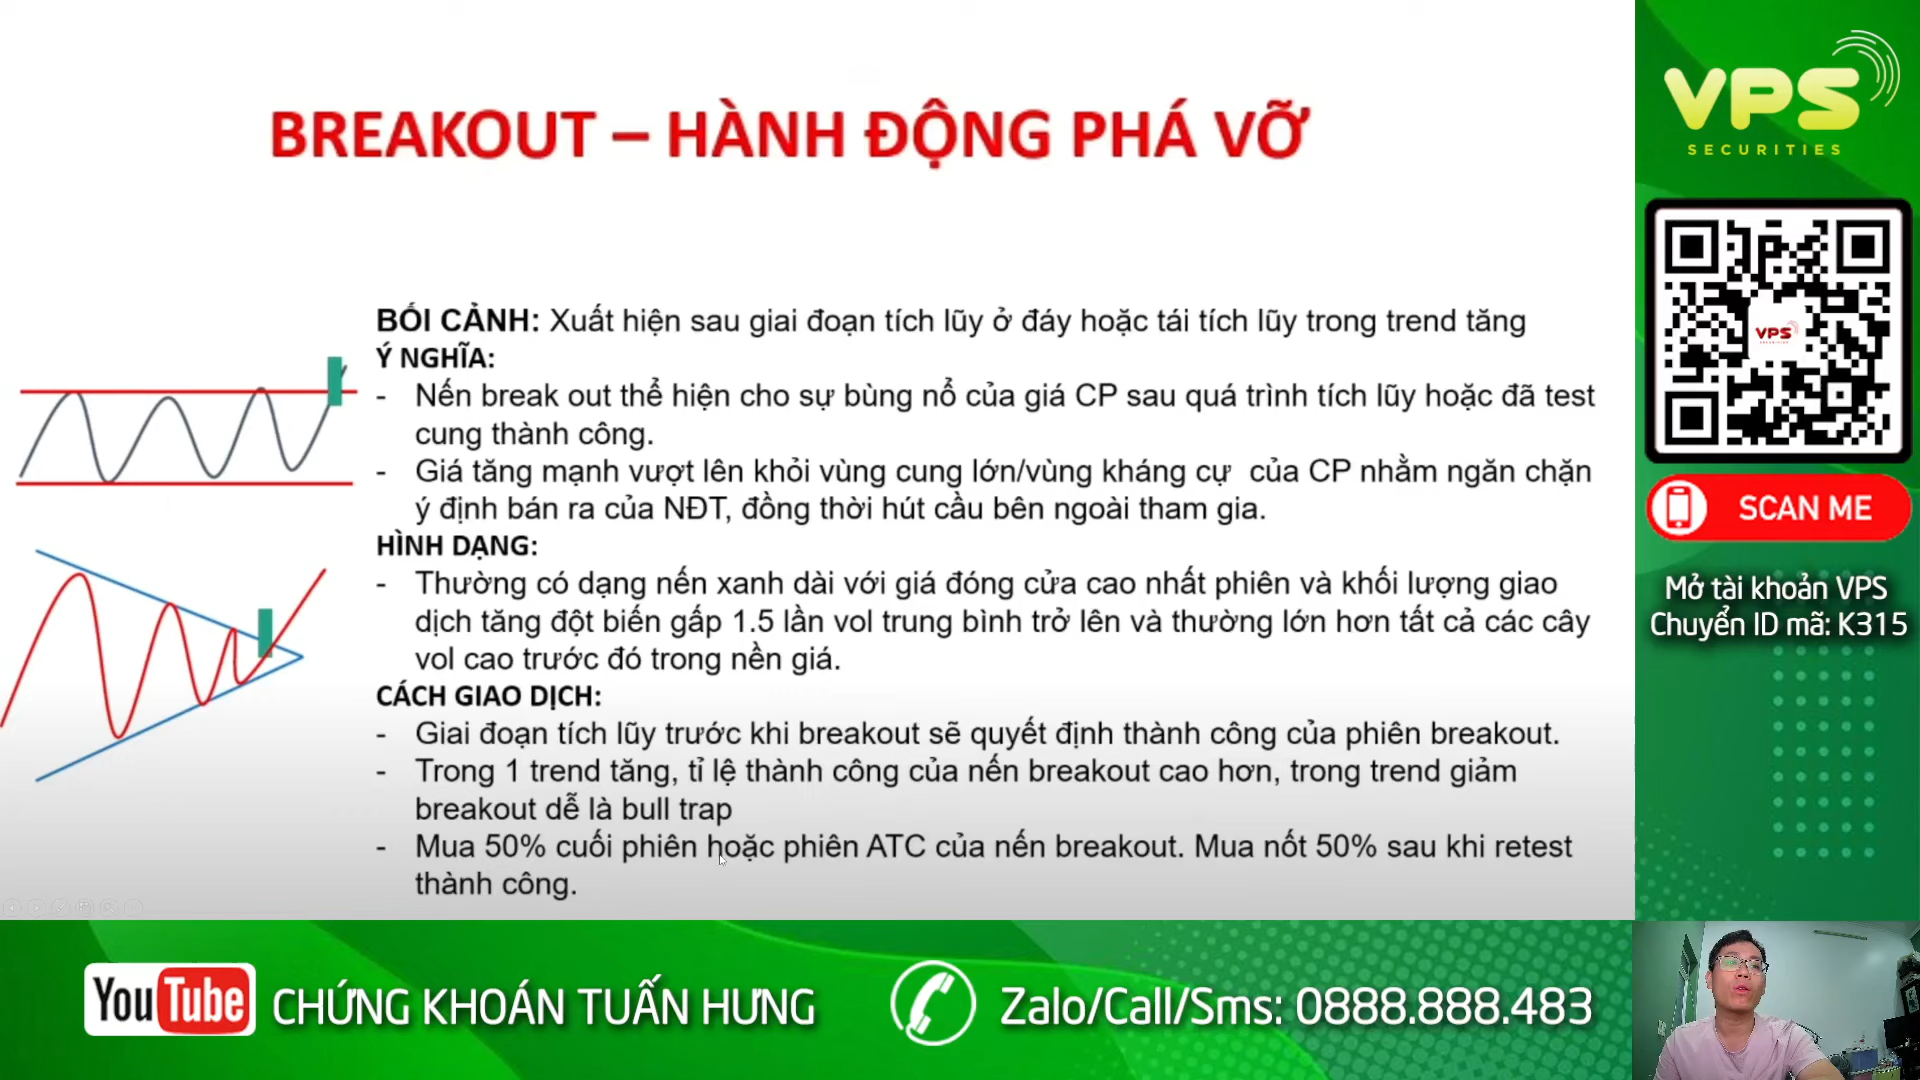 BREAKOUT – HÀNH ĐỘNG PHÁ VỠ
BỐI CẢNH: Xuất hiện sau giai đoạn tích lũy ở đáy hoặc tái tích lũy trong trend tăng
Ý NGHĨA:
- Nến break out thể hiện cho sự bùng nổ của giá CP sau quá trình tích lũy hoặc đã test
cung thành công.
- Giá tăng mạnh vượt lên khỏi vùng cung lớn/vùng kháng cự của CP nhằm ngăn chặn
ý định bán ra của NĐT, đồng thời hút cầu bên ngoài tham gia.
HÌNH DẠNG:
- Thường có dạng nến xanh dài với giá đóng cửa cao nhất phiên và khối lượng giao
dịch tăng đột biến gấp 1.5 lần vol trung bình trở lên và thường lớn hơn tất cả các cây
vol cao trước đó trong nền giá.
CÁCH GIAO DỊCH:
- Giai đoạn tích lũy trước khi breakout sẽ quyết định thành công của phiên breakout.
- Trong 1 trend tăng, tỉ lệ thành công của nến breakout cao hơn, trong trend giảm
breakout dễ là bull trap
- Mua 50% cuối phiên hoặc phiên ATC của nến breakout. Mua nốt 50% sau khi retest
thành công.
VPS
SECURITIES
VPS
SCAN ME
Mở tài khoản VPS
Chuyển ID mã: K315
YouTube CHỨNG KHOÁN TUẤN HƯNG
Zalo/Call/Sms: 0888.888.483